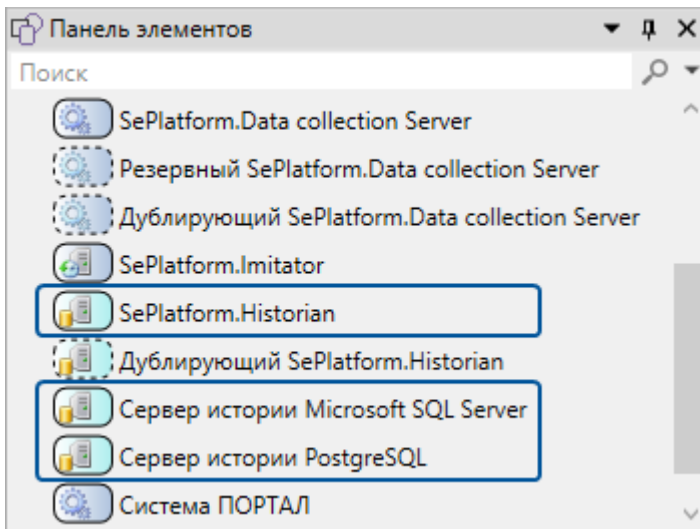 Панель элементов
Поиск
SePlatform.Data collection Server
Резервный SePlatform.Data collection Server
Дублирующий SePlatform.Data collection Server
SePlatform.Imitator
SePlatform.Historian
Дублирующий SePlatform.Historian
Сервер истории Microsoft SQL Server
Сервер истории PostgreSQL
Система ПОРТАЛ